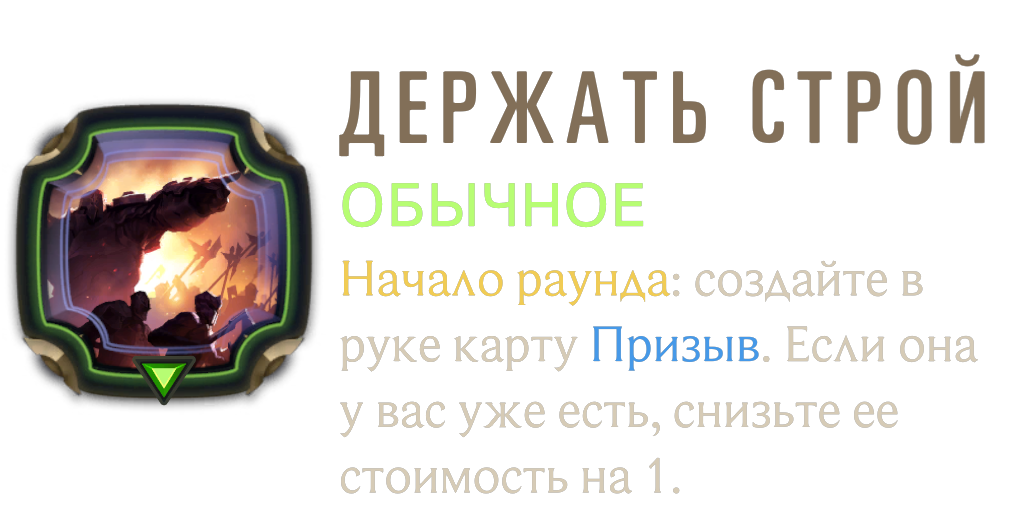 ДЕРЖАТЬ СТРОЙ
ОБЫЧНОЕ
Начало раунда: создайте в
руке карту Призыв. Если она
у вас уже есть, снизьте ее
стоимость на 1.